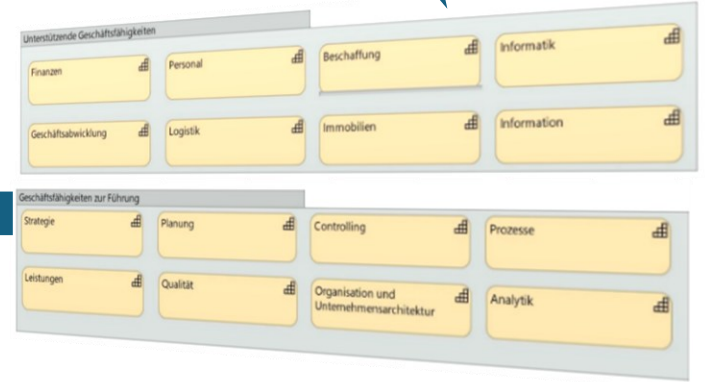 Unterstützende Geschäftsfähigkeiten
Finanzen
Personal
Beschaffung
Informatik
Geschäftsabwicklung
Logistik
Immobilien
Information
Geschäftsfähigkeiten zur Führung
Strategie
Planung
Controlling
Prozesse
Leistungen
Qualität
Organisation und
Unternehmensarchitektur
Analytik